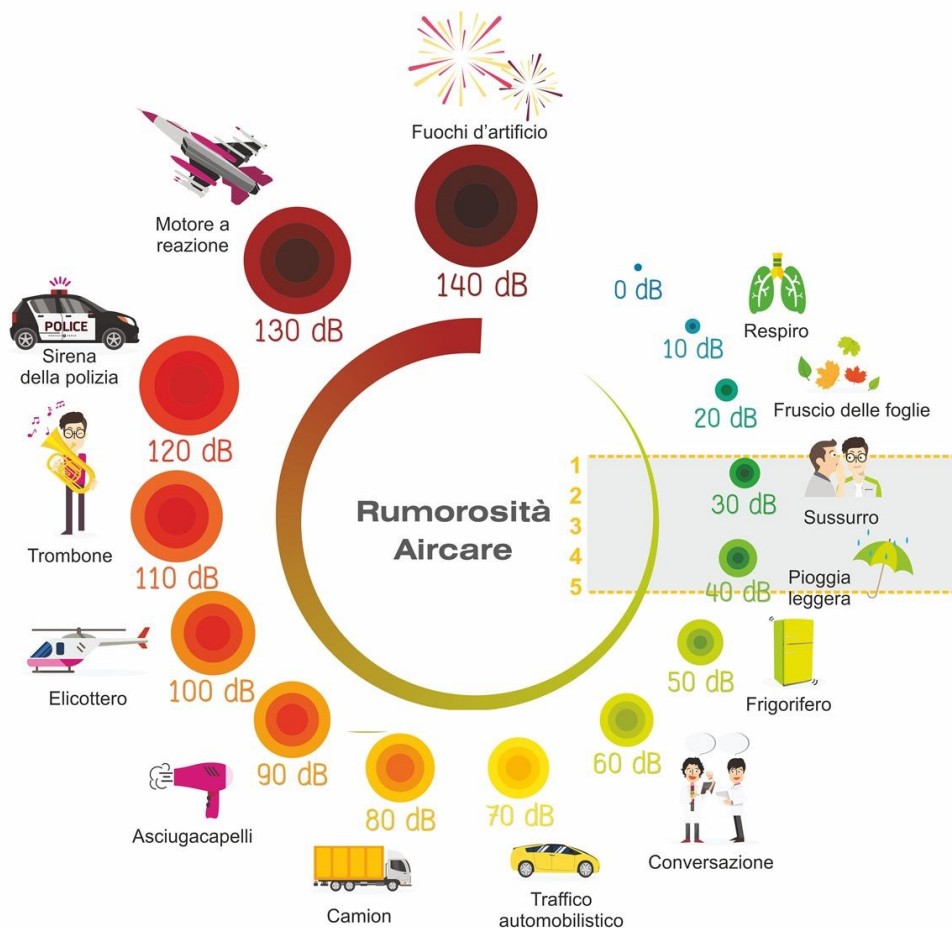 Fuochi d'artificio
140 dB
0 dB
Respiro
10 dB
Fruscio delle foglie
20 dB
Sussurro
30 dB
Pioggia
leggera
40 dB
1
2
3
4
5
Frigorifero
50 dB
Conversazione
60 dB
Traffico
automobilistico
70 dB
Camion
80 dB
Asciugacapelli
90 dB
Elicottero
100 dB
Trombone
110 dB
POLICE
Sirena
della polizia
120 dB
Motore a
reazione
130 dB
Rumorosità
Aircare